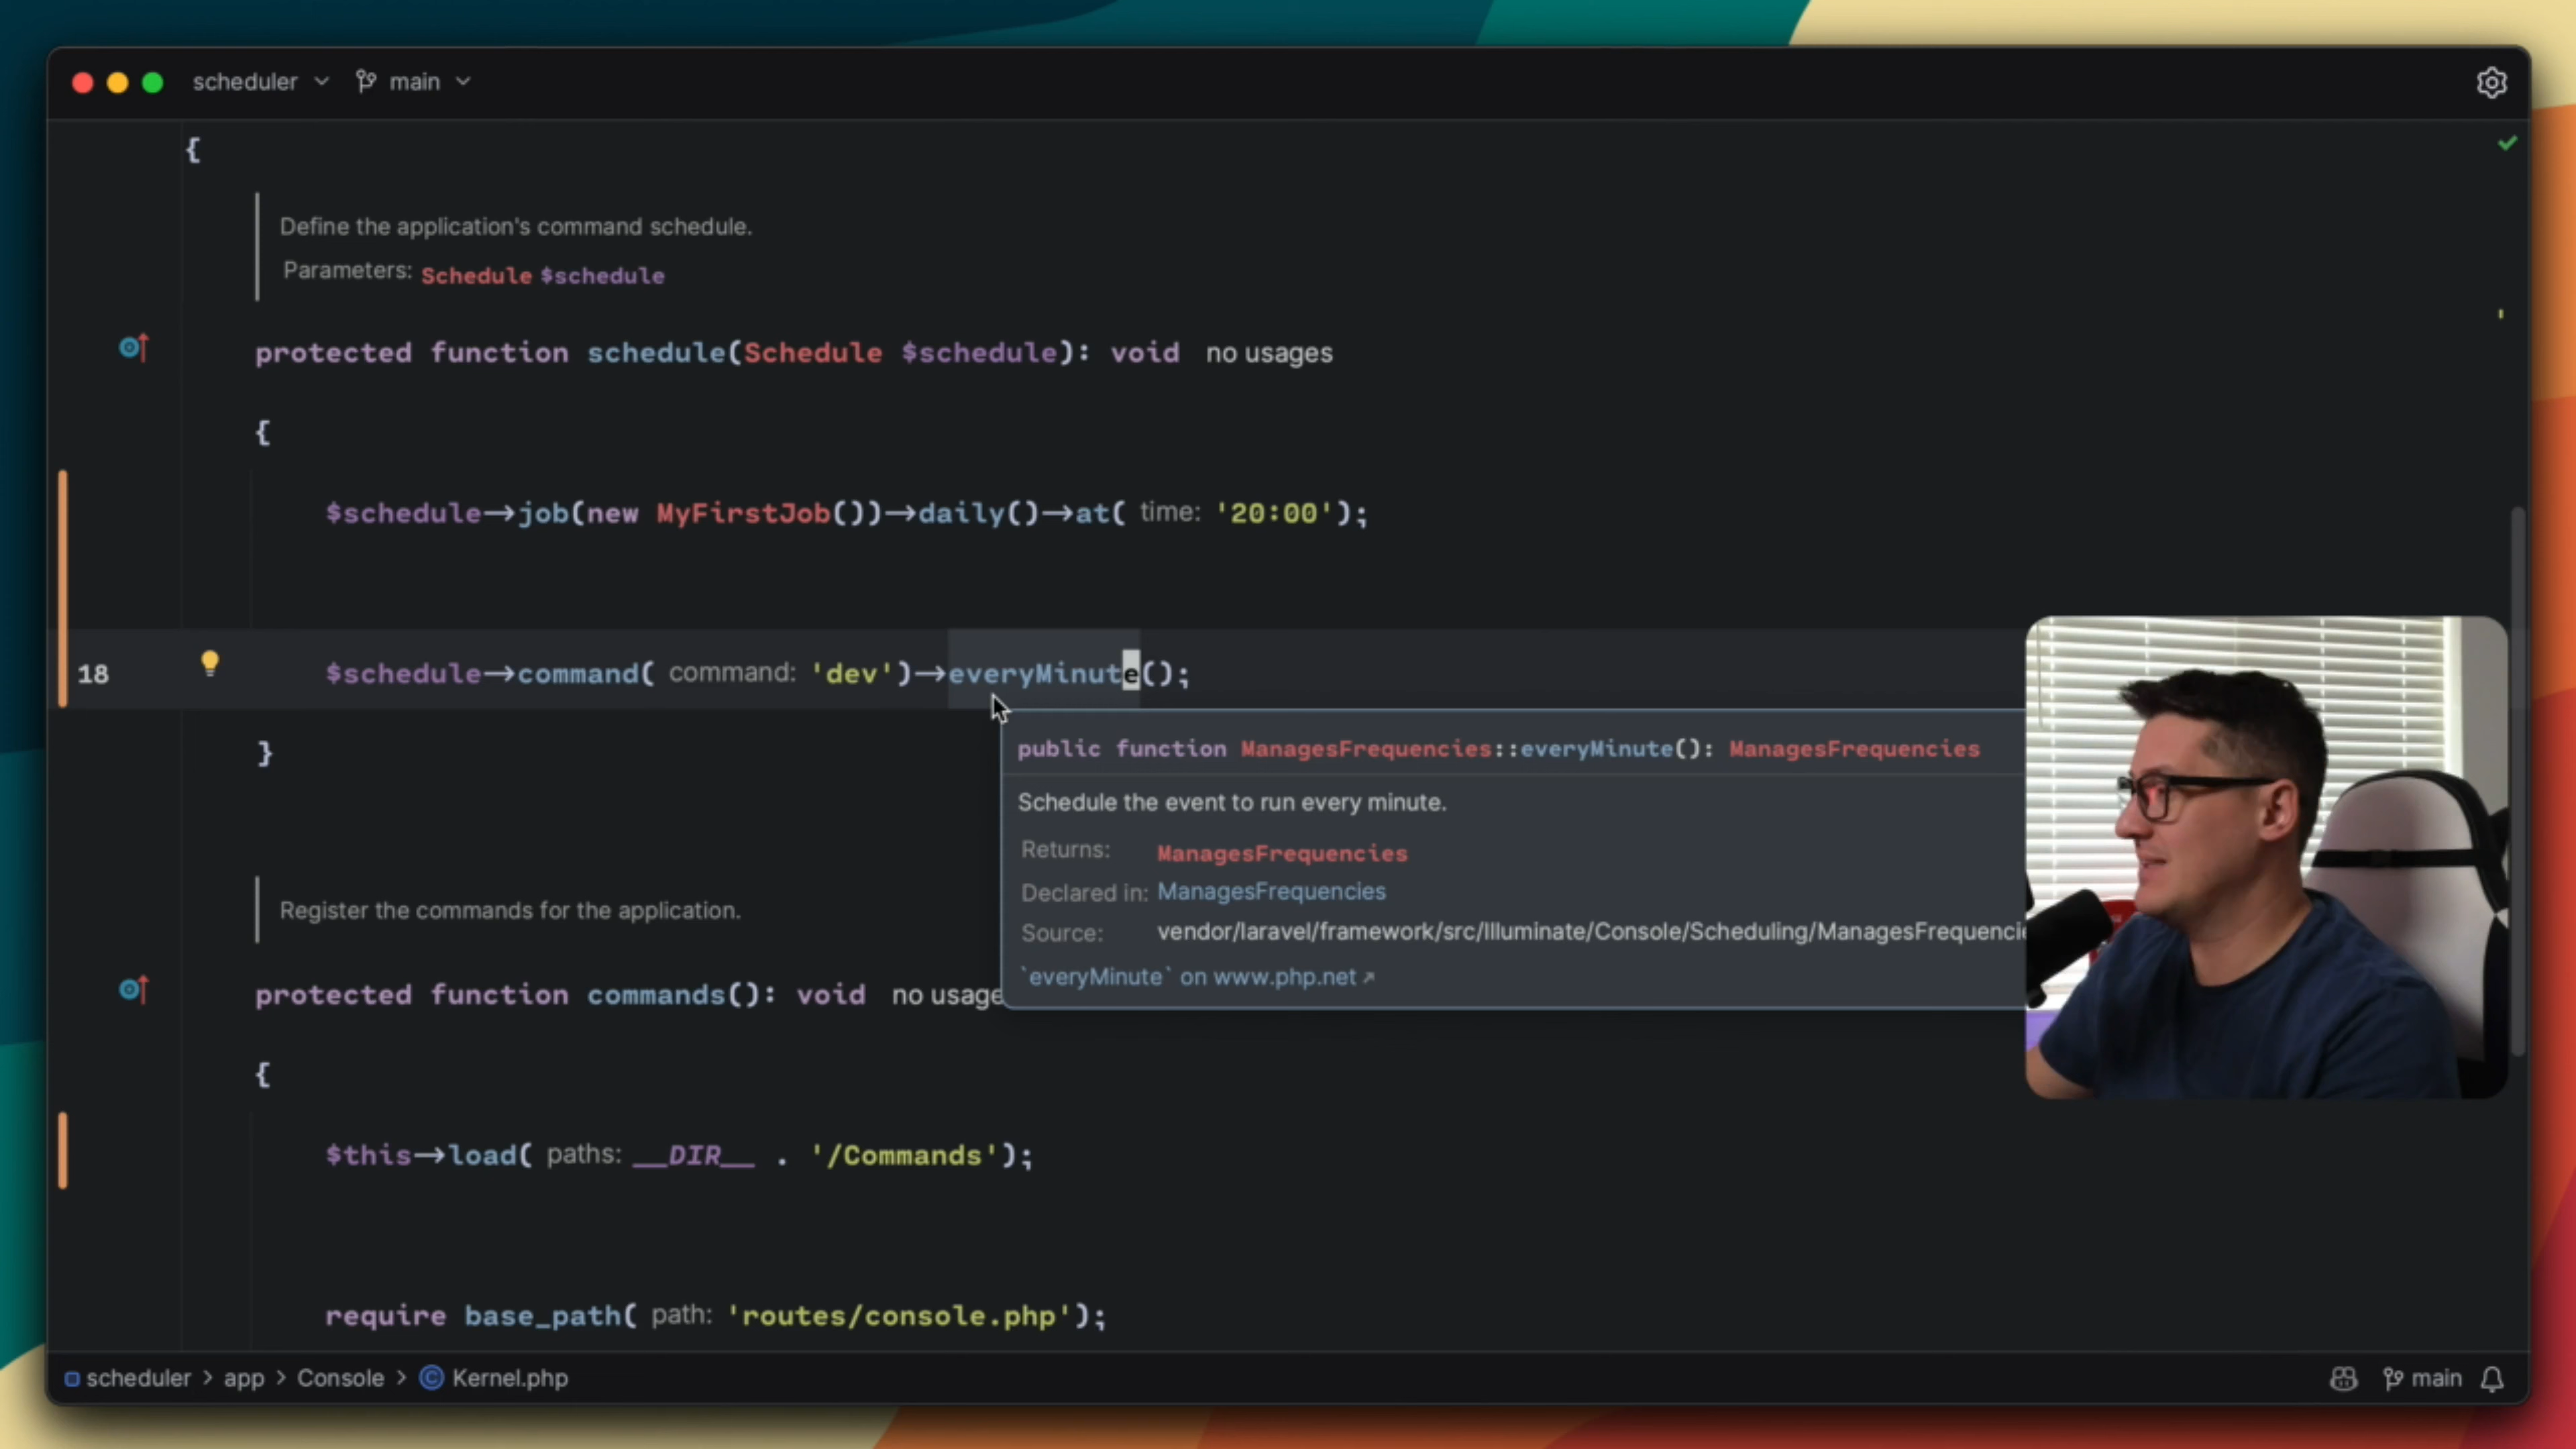 scheduler main
{
Define the application's command schedule.
Parameters: Schedule $schedule
protected function schedule(Schedule $schedule): void no usages
{
$schedule→job(new MyFirstJob())→daily()→at( time: '20:00');
18 $schedule→command( command: 'dev')→everyMinute();
}
public function ManagesFrequencies::everyMinute(): ManagesFrequencies
Schedule the event to run every minute.
Returns: ManagesFrequencies
Declared in: ManagesFrequencies
Source: vendor/laravel/framework/src/Illuminate/Console/Scheduling/ManagesFrequencie
`everyMinute` on www.php.net ↗
Register the commands for the application.
protected function commands(): void no usage
{
$this→load( paths: __DIR__ . '/Commands');
require base_path( path: 'routes/console.php');
scheduler > app > Console > © Kernel.php main